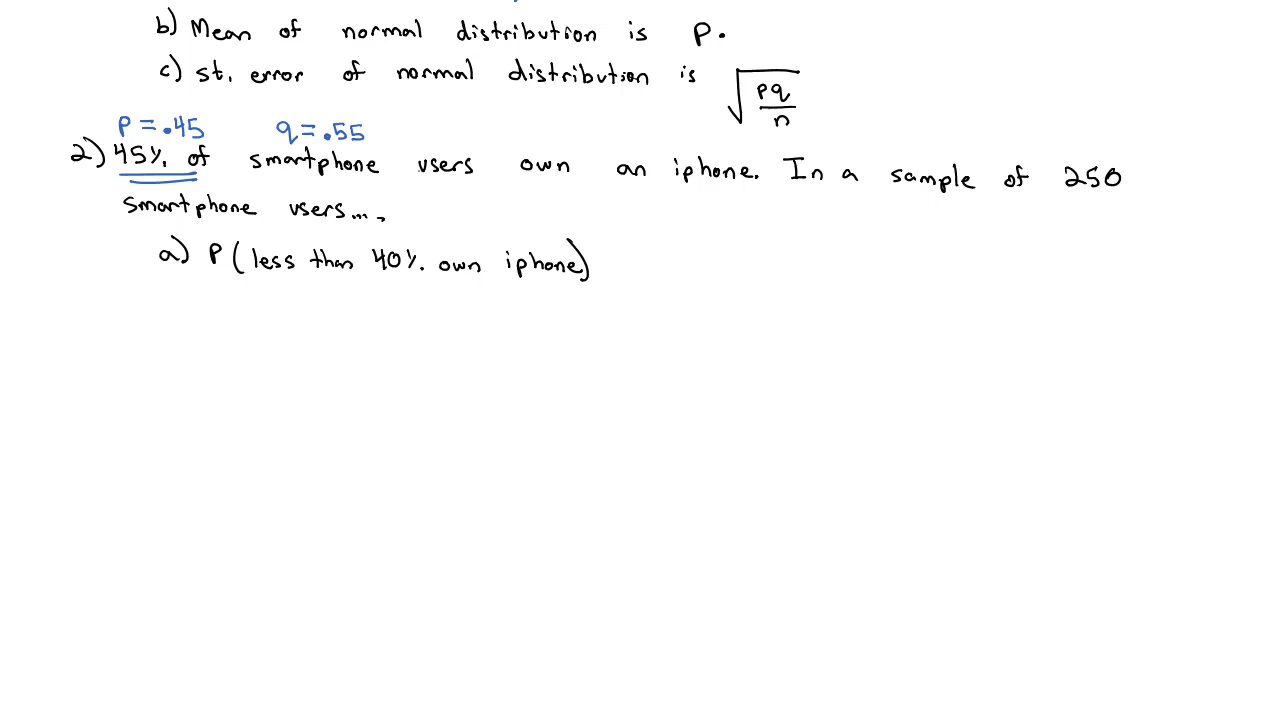 b) Mean of normal distribution is P.
c) st. error of normal distribution is √(pq/n)
P = .45 q = .55
2) 45% of smartphone users own an iphone. In a sample of 250
smartphone users...,
a) P (less than 40% own iphone)